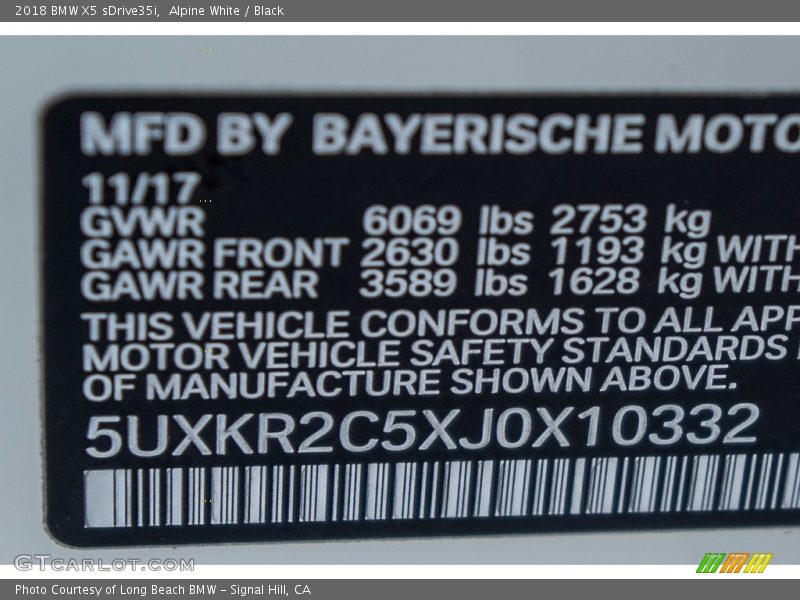 2018 BMW X5 sDrive35i,  Alpine White / Black
MFD BY BAYERISCHE MOTO
11/17
GVWR 6069 lbs 2753 kg
GAWR FRONT 2630 lbs 1193 kg WITH
GAWR REAR 3589 lbs 1628 kg WITH
THIS VEHICLE CONFORMS TO ALL APP
MOTOR VEHICLE SAFETY STANDARDS
OF MANUFACTURE SHOWN ABOVE.
5UXKR2C5XJ0X10332
GTCARLOT.COM
Photo Courtesy of Long Beach BMW - Signal Hill, CA